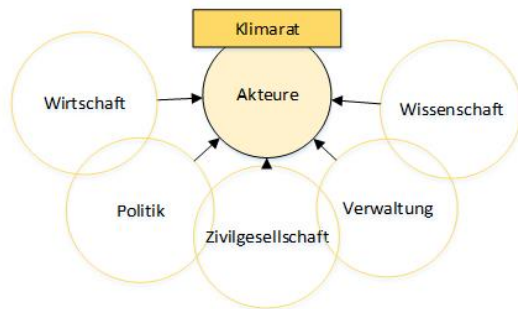 Klimarat
Akteure
Wirtschaft
Wissenschaft
Politik
Zivilgesellschaft
Verwaltung